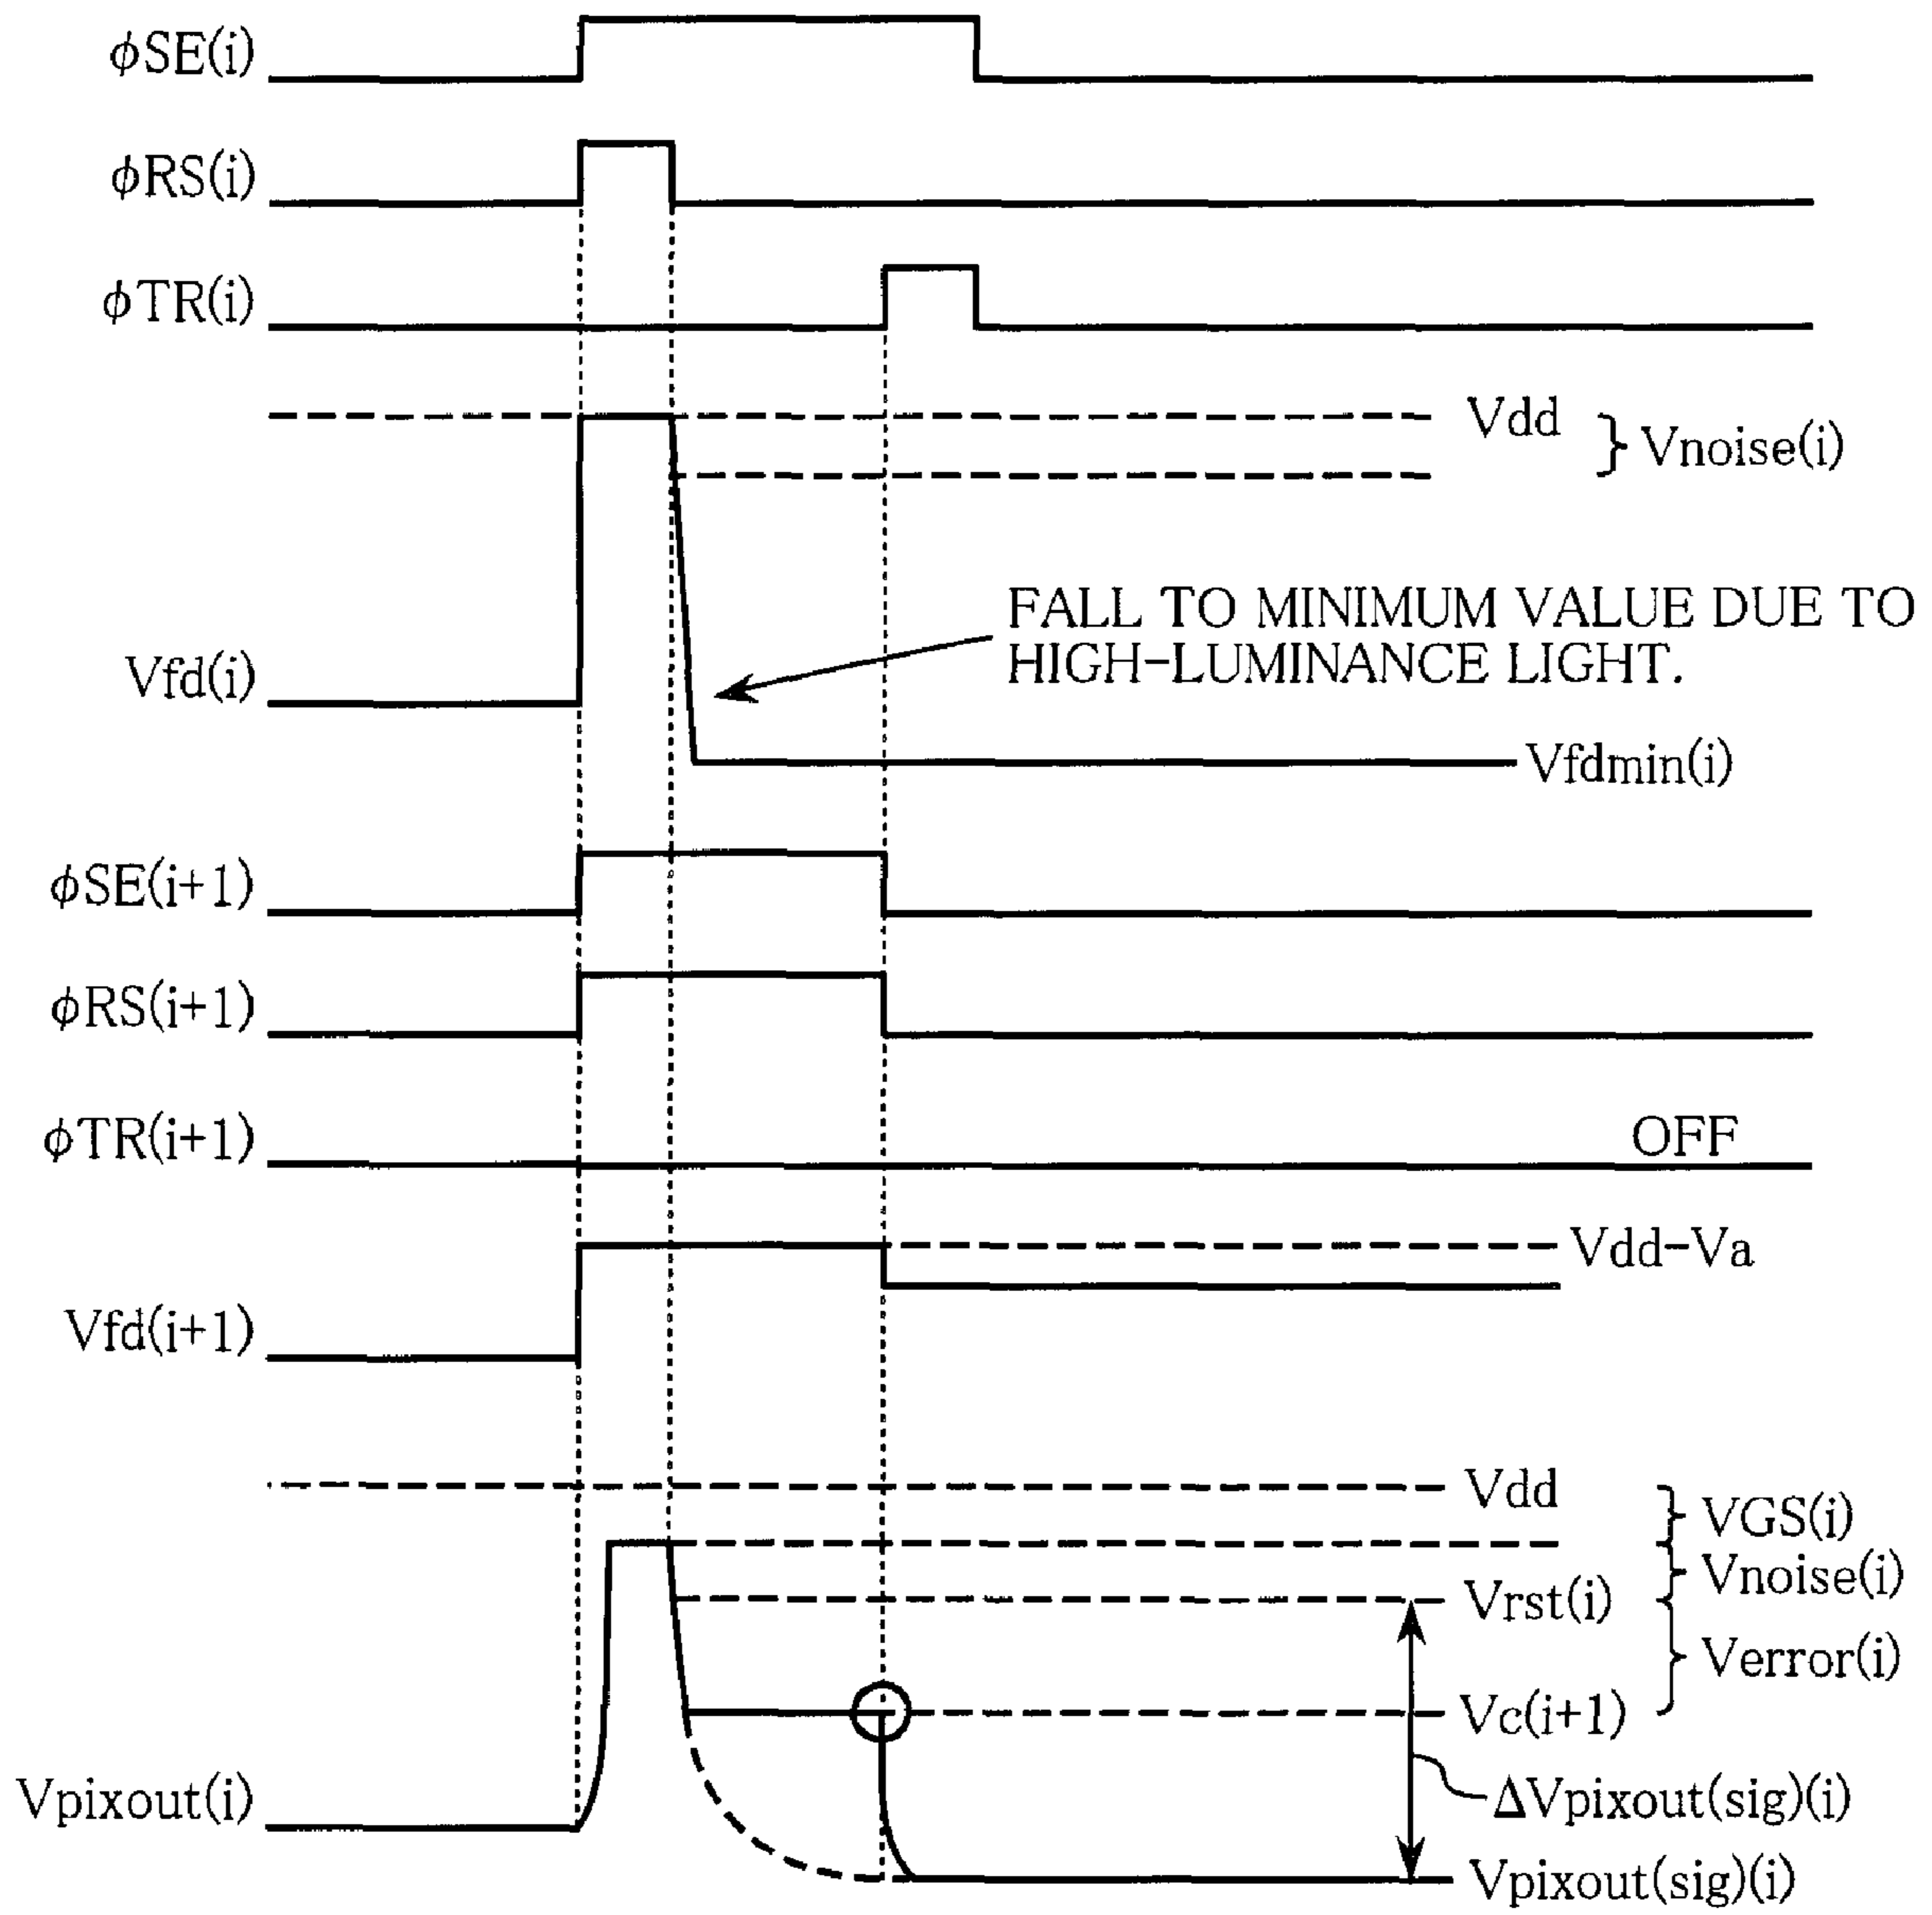 ϕSE(i)
ϕRS(i)
ϕTR(i)
Vdd
Vnoise(i)
FALL TO MINIMUM VALUE DUE TO
HIGH-LUMINANCE LIGHT.
Vfd(i)
Vfdmin(i)
ϕSE(i+1)
ϕRS(i+1)
ϕTR(i+1)
OFF
Vdd-Va
Vfd(i+1)
Vdd
VGS(i)
Vnoise(i)
Vrst(i)
Verror(i)
Vc(i+1)
Vpixout(i)
ΔVpixout(sig)(i)
Vpixout(sig)(i)